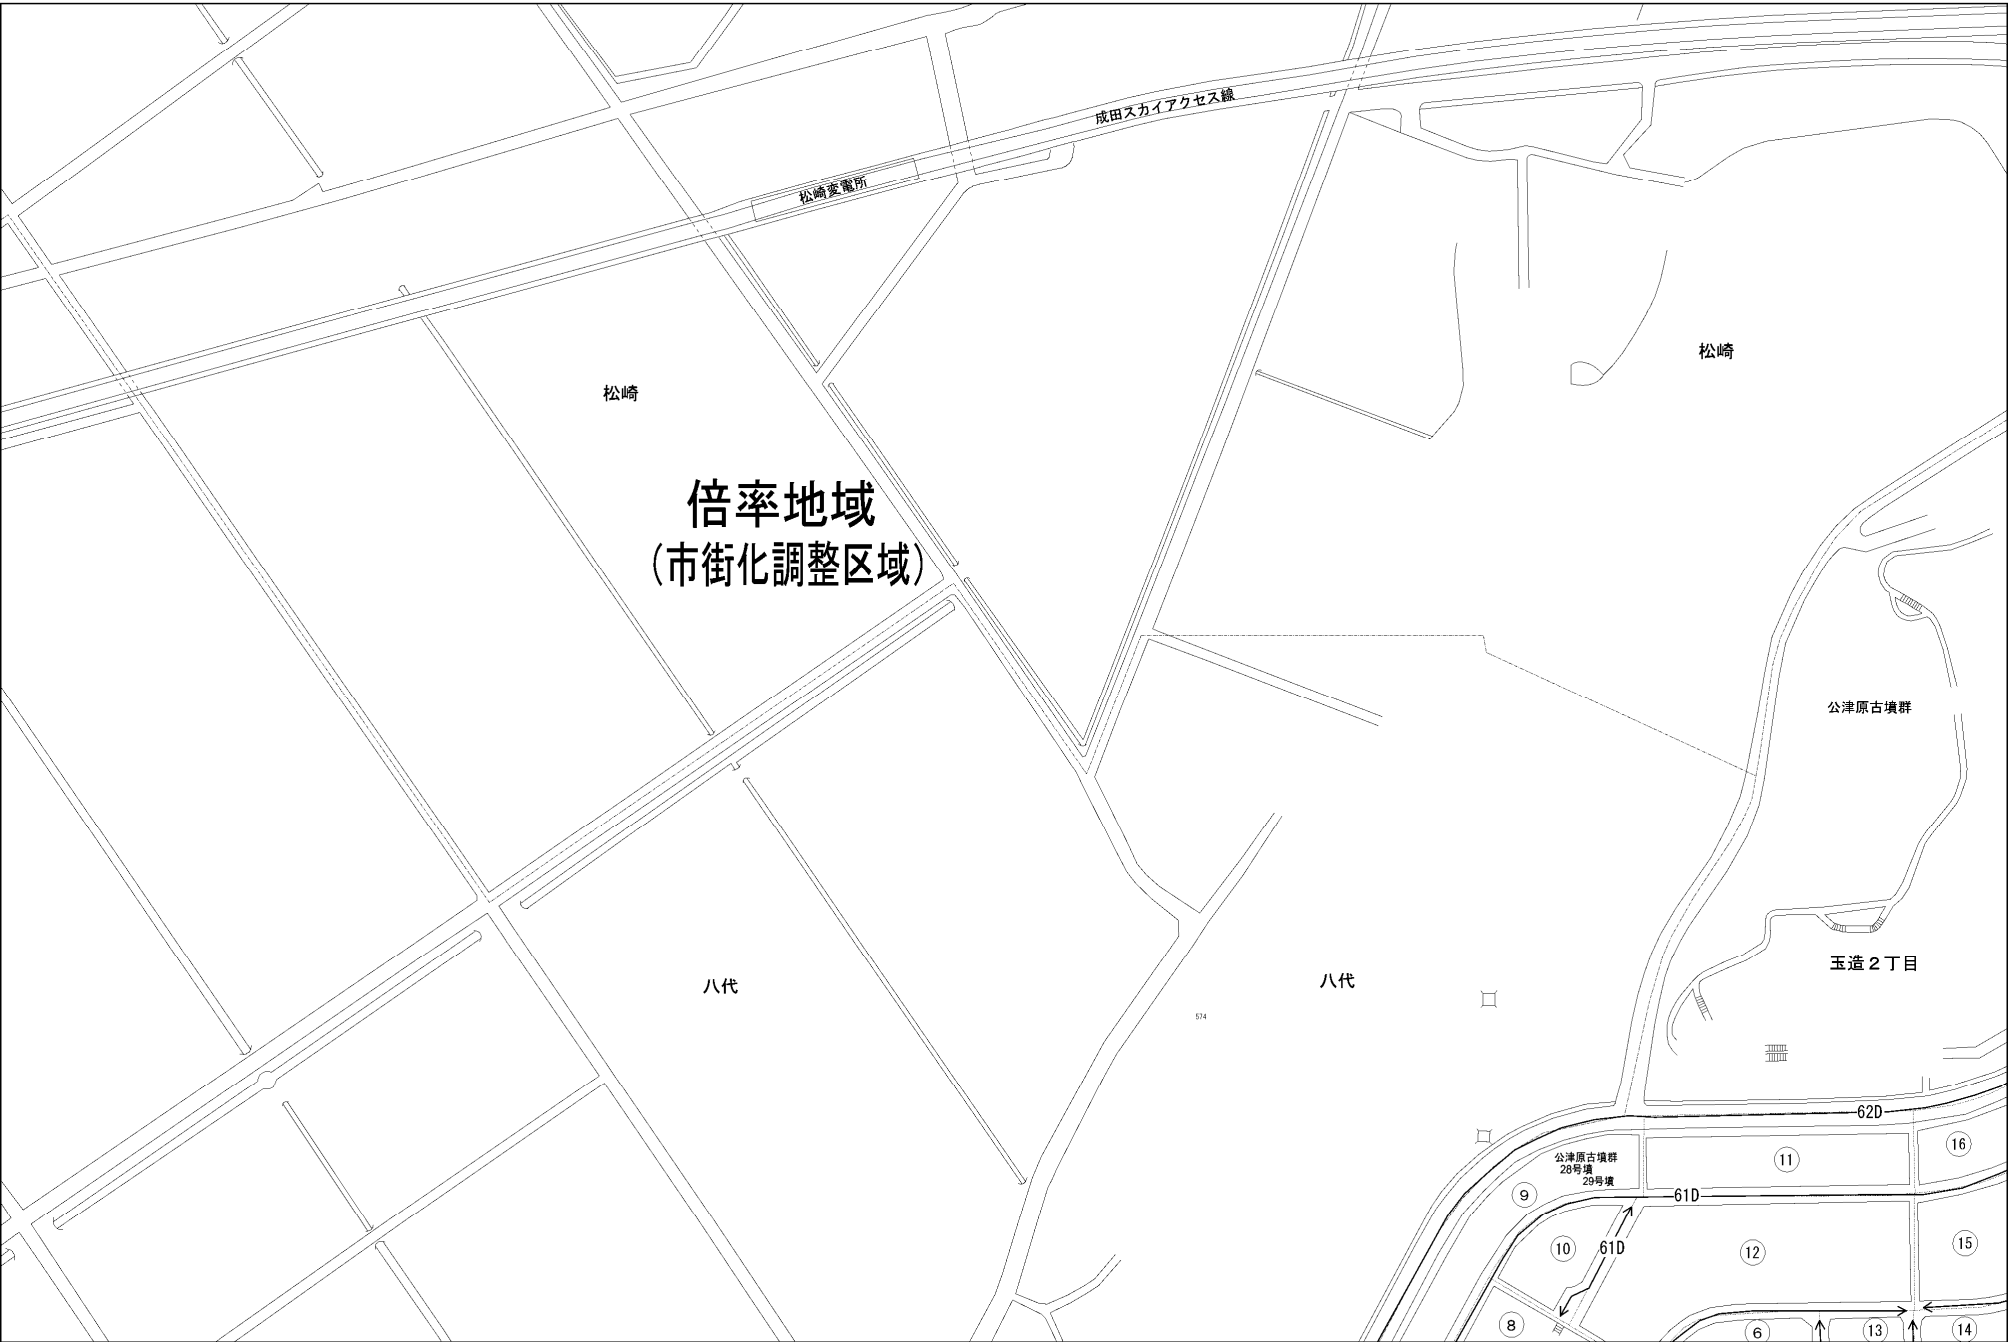 成田スカイアクセス線
松崎変電所
松崎
松崎
倍率地域
（市街化調整区域）
公津原古墳群
玉造２丁目
八代
八代
574
62D
公津原古墳群
28号墳
29号墳
11
16
9
61D
10
61D
12
15
8
6
13
14